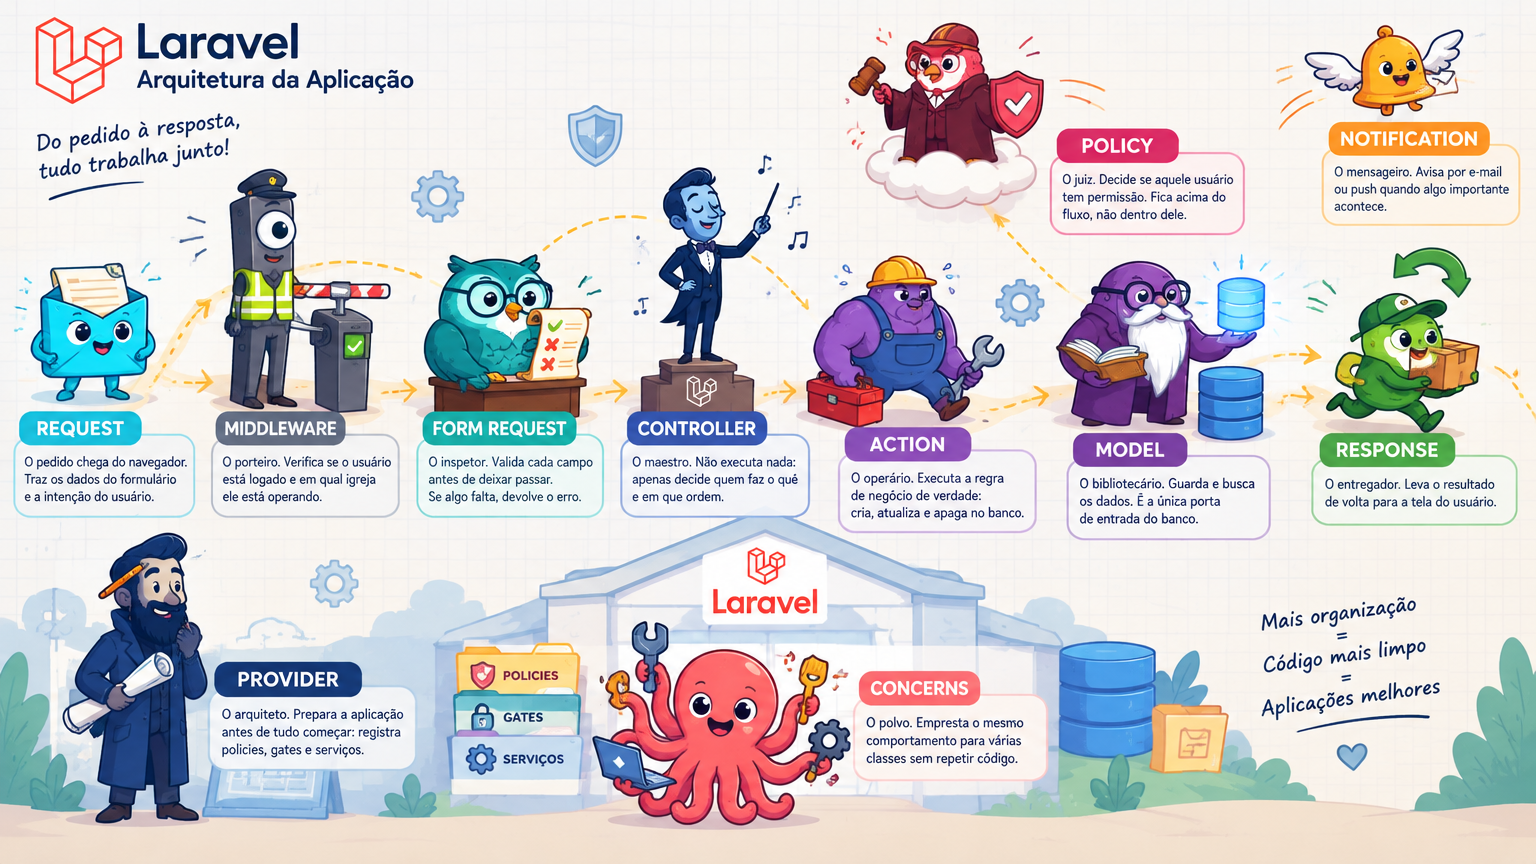 Laravel
Arquitetura da Aplicação
Do pedido à resposta,
tudo trabalha junto!
POLICY
O juiz. Decide se aquele usuário
tem permissão. Fica acima do
fluxo, não dentro dele.
NOTIFICATION
O mensageiro. Avisa por e-mail
ou push quando algo importante
acontece.
REQUEST
O pedido chega do navegador.
Traz os dados do formulário
e a intenção do usuário.
MIDDLEWARE
O porteiro. Verifica se o usuário
está logado e em qual igreja
ele está operando.
FORM REQUEST
O inspetor. Valida cada campo
antes de deixar passar.
Se algo falta, devolve o erro.
CONTROLLER
O maestro. Não executa nada:
apenas decide quem faz o quê
e em que ordem.
ACTION
O operário. Executa a regra
de negócio de verdade:
cria, atualiza e apaga no banco.
MODEL
O bibliotecário. Guarda e busca
os dados. É a única porta
de entrada do banco.
RESPONSE
O entregador. Leva o resultado
de volta para a tela do usuário.
PROVIDER
O arquiteto. Prepara a aplicação
antes de tudo começar: registra
policies, gates e serviços.
POLICIES
GATES
SERVIÇOS
Laravel
CONCERNS
O polvo. Empresta o mesmo
comportamento para várias
classes sem repetir código.
Mais organização
=
Código mais limpo
=
Aplicações melhores